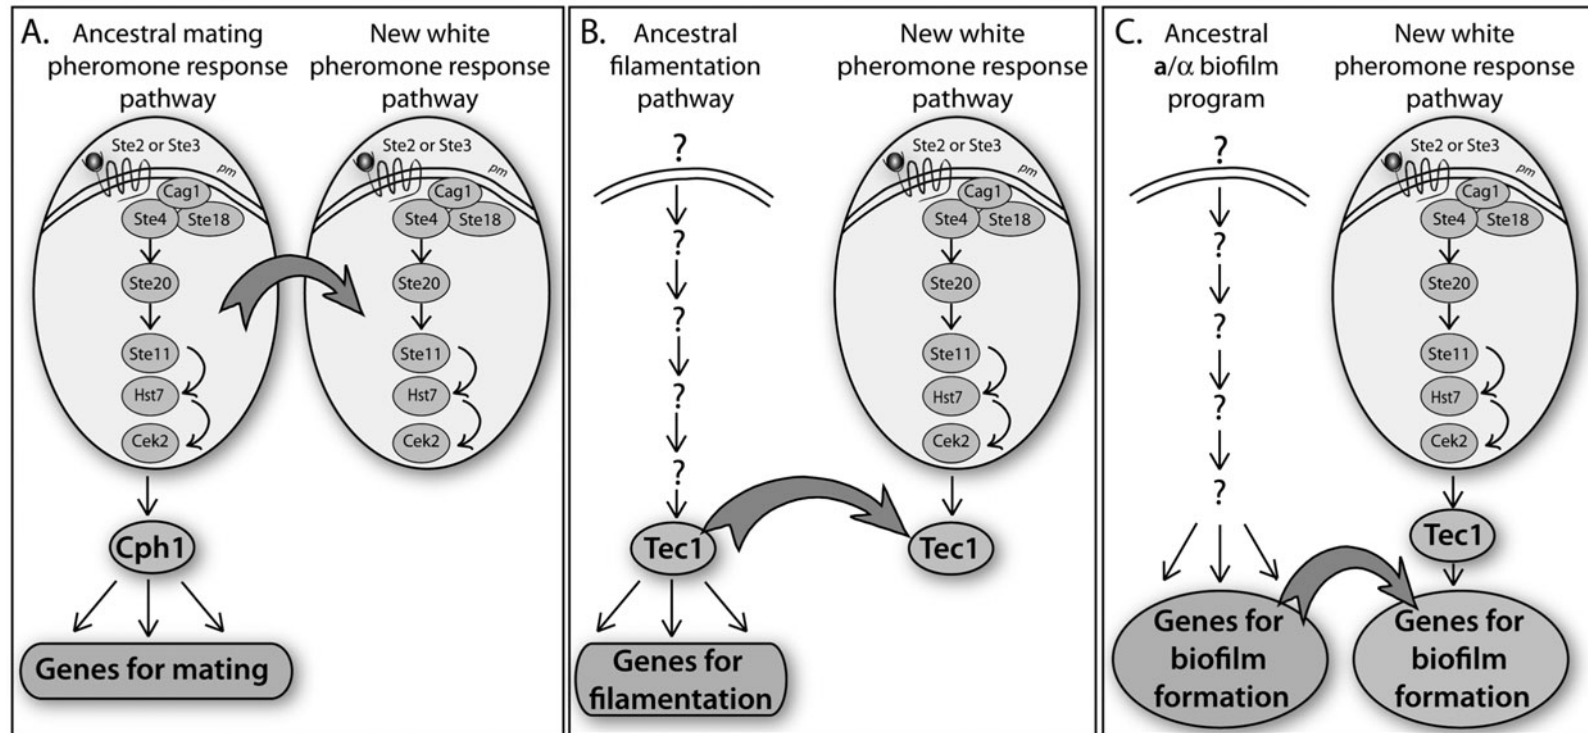 A.
Ancestral mating
pheromone response
pathway
New white
pheromone response
pathway
Ste2 or Ste3
pm
Cag1
Ste4
Ste18
Ste20
Ste11
Hst7
Cek2
Ste2 or Ste3
pm
Cag1
Ste4
Ste18
Ste20
Ste11
Hst7
Cek2
Cph1
Genes for mating
B.
Ancestral
filamentation
pathway
?
?
?
?
?
Tec1
Genes for
filamentation
New white
pheromone response
pathway
Ste2 or Ste3
pm
Cag1
Ste4
Ste18
Ste20
Ste11
Hst7
Cek2
Tec1
C.
Ancestral
a/α biofilm
program
?
?
?
?
?
Genes for
biofilm
formation
New white
pheromone response
pathway
Ste2 or Ste3
pm
Cag1
Ste4
Ste18
Ste20
Ste11
Hst7
Cek2
Tec1
Genes for
biofilm
formation